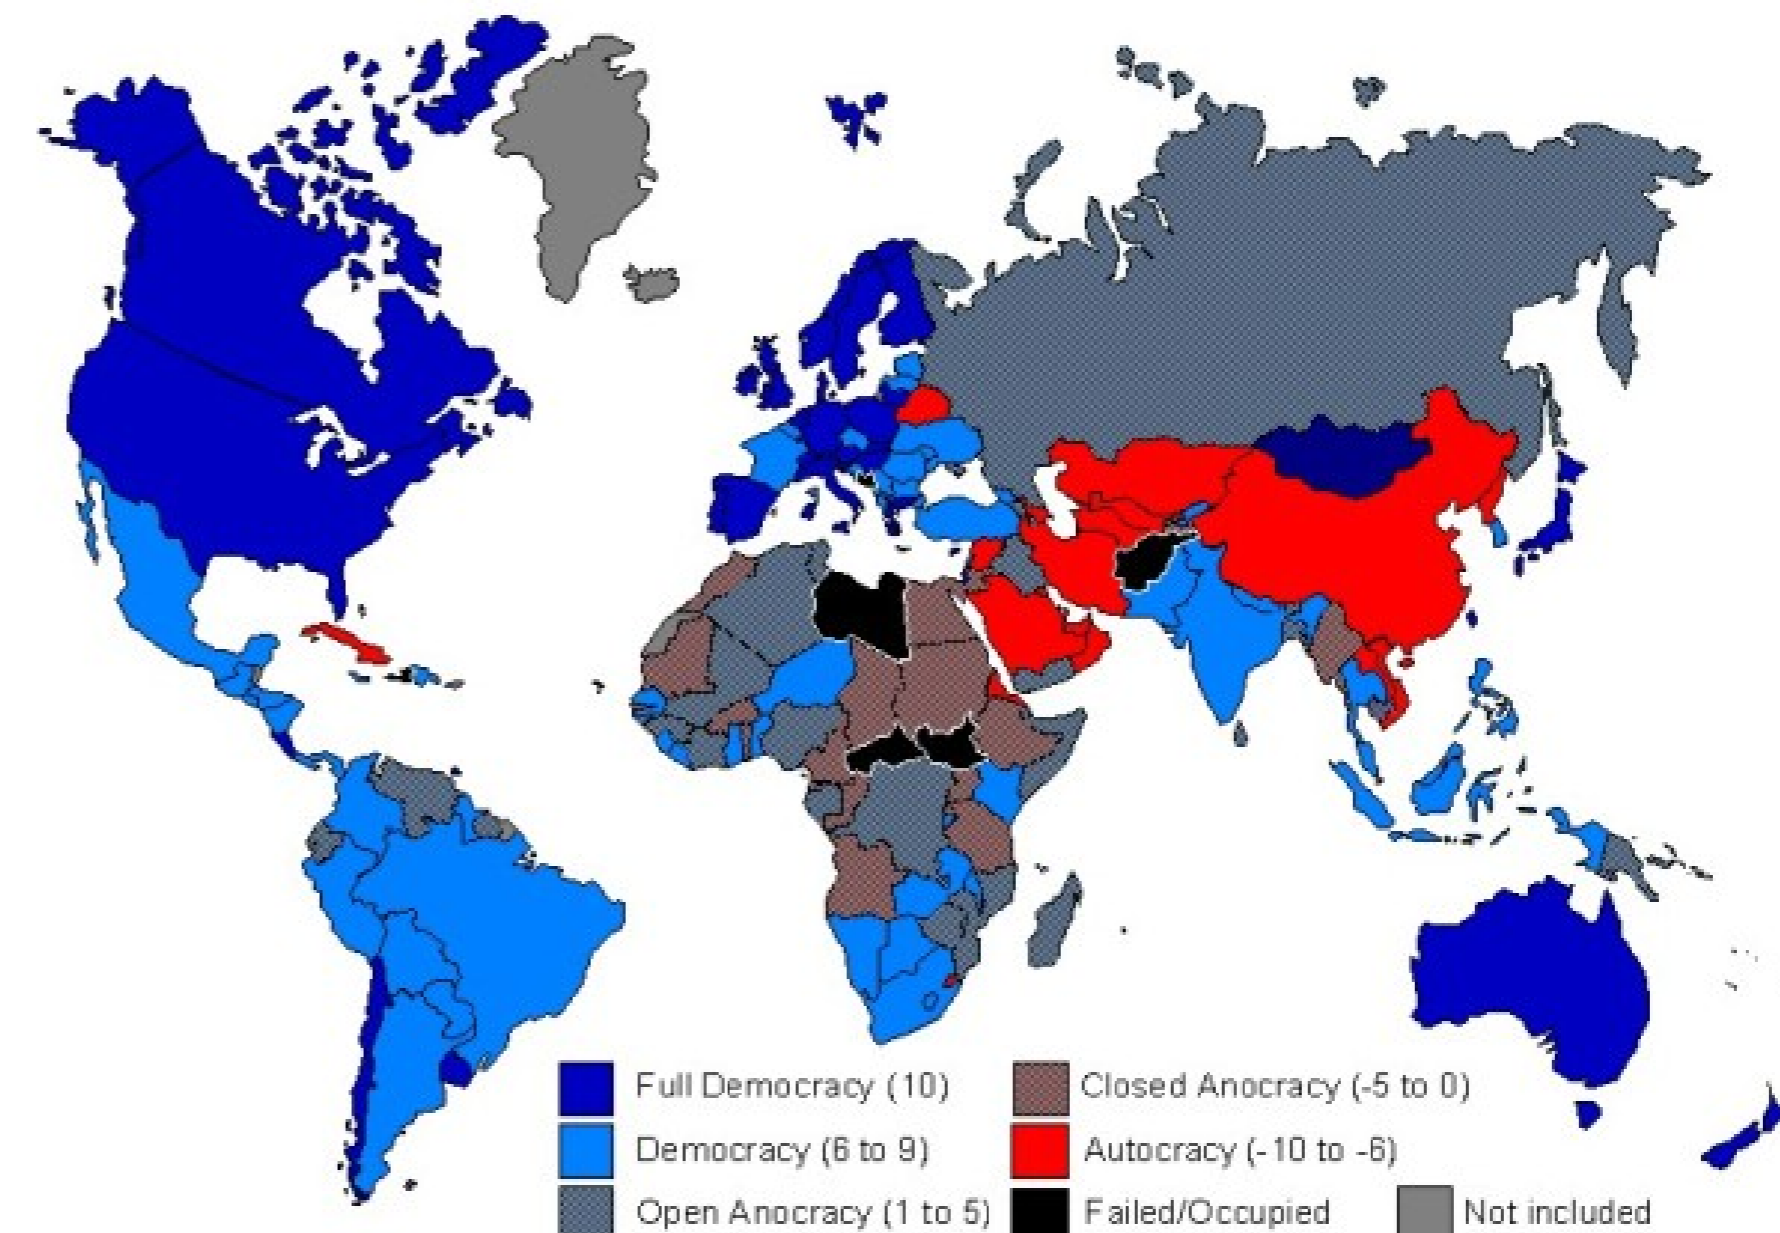 Full Democracy (10)
Closed Anocracy (-5 to 0)
Democracy (6 to 9)
Autocracy (-10 to -6)
Open Anocracy (1 to 5)
Failed/Occupied
Not included